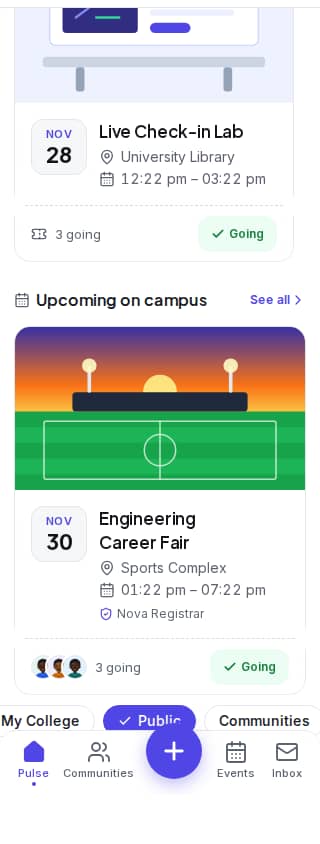 NOV
28
Live Check-in Lab
University Library
12:22 pm – 03:22 pm
3 going
Going
Upcoming on campus
See all
NOV
30
Engineering
Career Fair
Sports Complex
01:22 pm – 07:22 pm
Nova Registrar
3 going
Going
My College
Public
Communities
Pulse
Communities
Events
Inbox